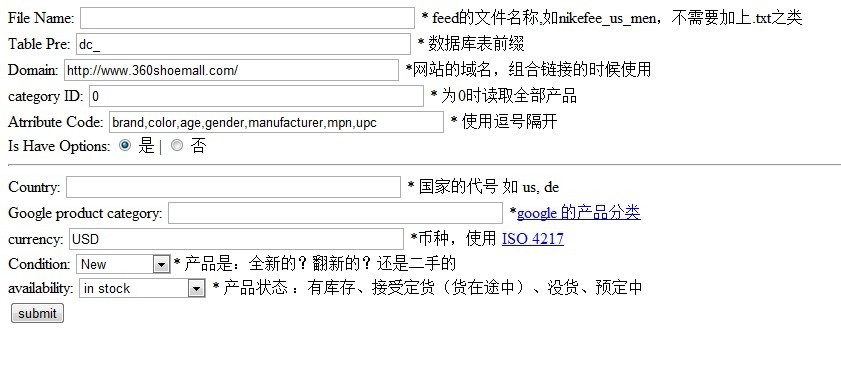 File Name: * feed的文件名称,如nikefee_us_men，不需要加上.txt之类
Table Pre: dc_ * 数据库表前缀
Domain: http://www.360shoemall.com/ *网站的域名，组合链接的时候使用
category ID: 0 * 为0时读取全部产品
Atrribute Code: brand,color,age,gender,manufacturer,mpn,upc * 使用逗号隔开
Is Have Options: 是 | 否
Country: * 国家的代号 如 us, de
Google product category: *google 的产品分类
currency: USD *币种，使用 ISO 4217
Condition: New * 产品是：全新的？翻新的？还是二手的
availability: in stock * 产品状态 ：有库存、接受定货（货在途中）、没货、预定中
submit